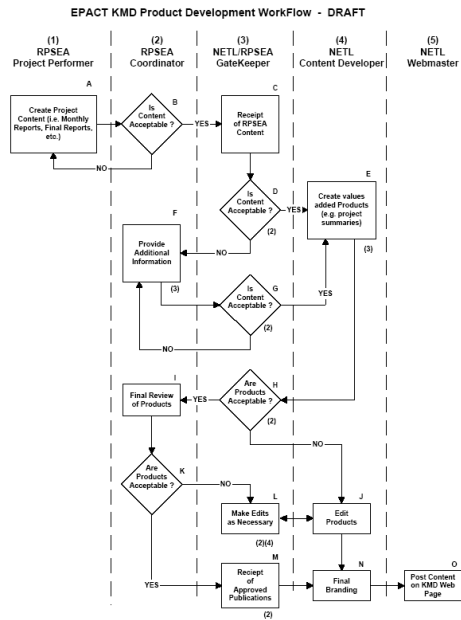 EPACT KMD Product Development WorkFlow - DRAFT
(1)
RPSEA
Project Performer
(2)
RPSEA
Coordinator
(3)
NETL/RPSEA
GateKeeper
(4)
NETL
Content Developer
(5)
NETL
Webmaster
A
Create Project
Content (i.e. Monthly
Reports, Final Reports,
etc.)
B
Is
Content
Acceptable ?
YES
NO
C
Receipt
of RPSEA
Content
D
Is
Content
Acceptable ?
(2)
YES
NO
E
Create values
added Products
(e.g. project
summaries)
(3)
F
Provide
Additional
Information
(3)
G
Is
Content
Acceptable ?
(2)
YES
NO
H
Are
Products
Acceptable ?
(2)
YES
NO
I
Final Review
of Products
K
Are
Products
Acceptable ?
NO
YES
L
Make Edits
as Necessary
(2)(4)
J
Edit
Products
M
Reciept
of
Approved
Publications
(2)
N
Final
Branding
O
Post Content
on KMD Web
Page